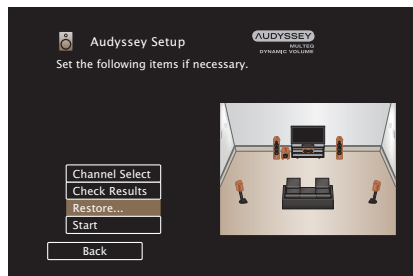 Audyssey Setup
AUDYSSEY
MULTEQ
DYNAMIC VOLUME
Set the following items if necessary.
Channel Select
Check Results
Restore...
Start
Back